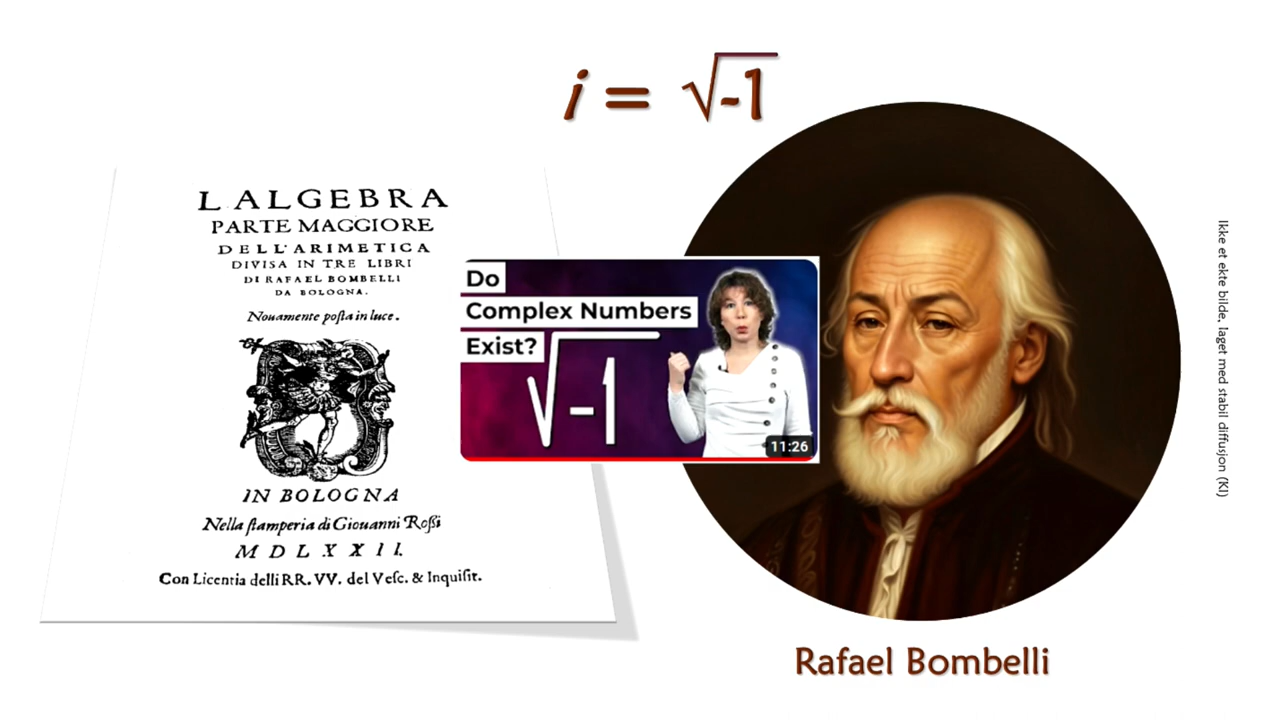 i = √-1
L ALGEBRA
PARTE MAGGIORE
DELL'ARIMETICA
DIVISA IN TRE LIBRI
DI RAFAEL BOMBELLI
DA BOLOGNA.
Nouamente poſta in luce.
IN BOLOGNA
Nella ſtamperia di Giouanni Roſsi
MDLXXII.
Con Licentia delli RR. VV. del Veſc. & Inquiſit.
Do
Complex Numbers
Exist?
√-1
11:26
Rafael Bombelli
Ikke et ekte bilde, laget med stabil diffusjon (KI)